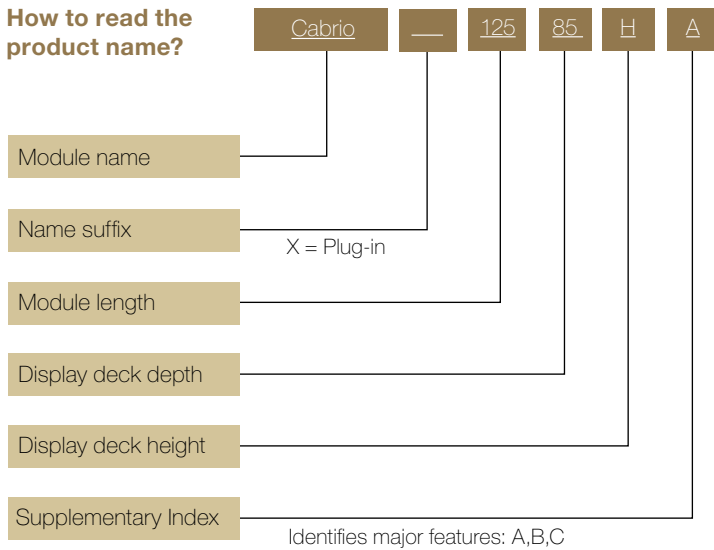 How to read the
product name?
Cabrio __ 125 85 H A
Module name
Name suffix
X = Plug-in
Module length
Display deck depth
Display deck height
Supplementary Index
Identifies major features: A,B,C